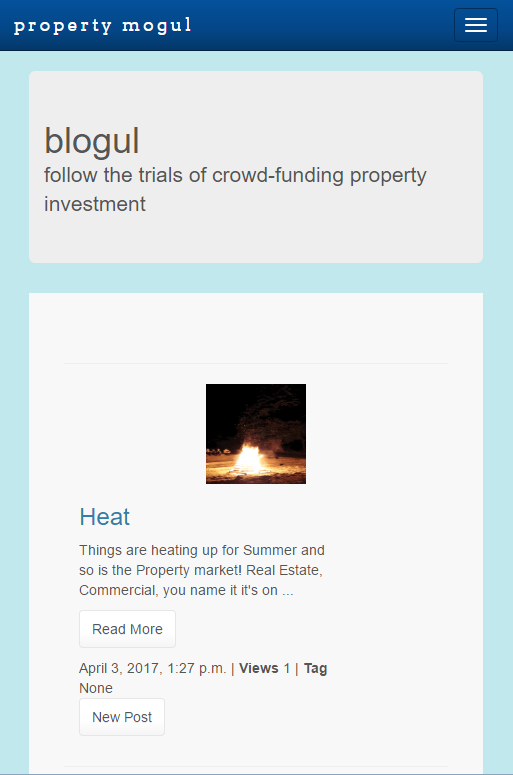 property mogul
blogul
follow the trials of crowd-funding property
investment
Heat
Things are heating up for Summer and
so is the Property market! Real Estate,
Commercial, you name it it's on ...
Read More
April 3, 2017, 1:27 p.m. | Views 1 | Tag
None
New Post